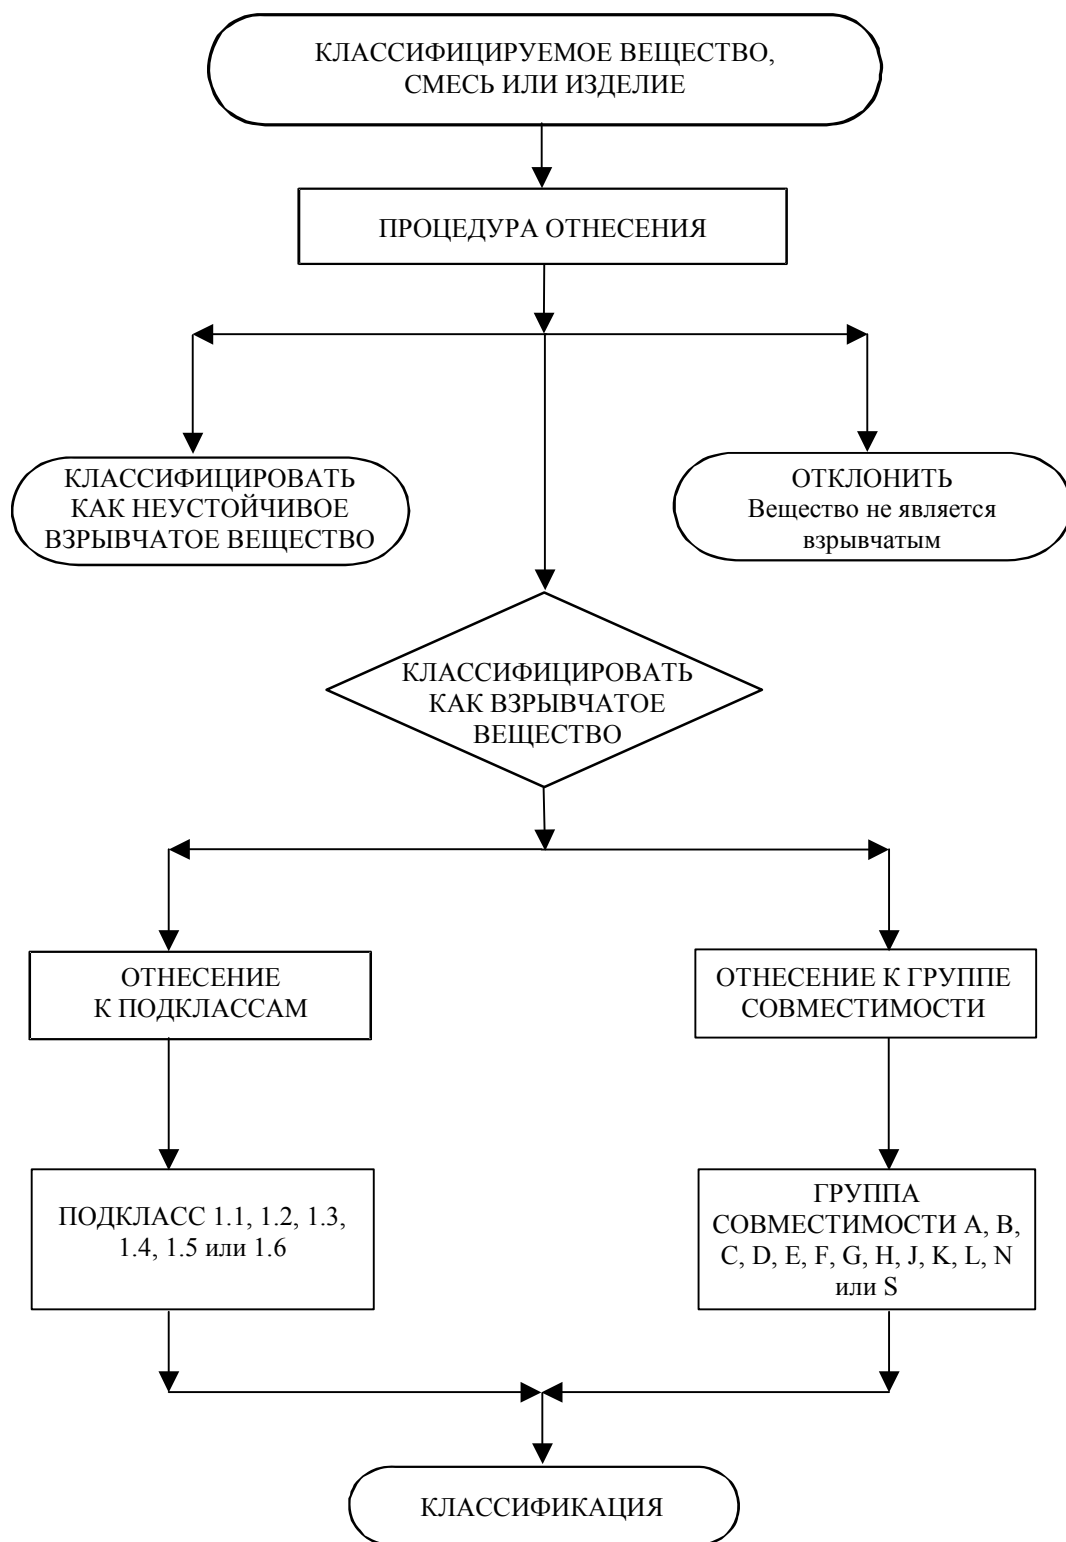 КЛАССИФИЦИРУЕМОЕ ВЕЩЕСТВО,
СМЕСЬ ИЛИ ИЗДЕЛИЕ
ПРОЦЕДУРА ОТНЕСЕНИЯ
КЛАССИФИЦИРОВАТЬ
КАК НЕУСТОЙЧИВОЕ
ВЗРЫВЧАТОЕ ВЕЩЕСТВО
ОТКЛОНИТЬ
Вещество не является
взрывчатым
КЛАССИФИЦИРОВАТЬ
КАК ВЗРЫВЧАТОЕ
ВЕЩЕСТВО
ОТНЕСЕНИЕ
К ПОДКЛАССАМ
ОТНЕСЕНИЕ К ГРУППЕ
СОВМЕСТИМОСТИ
ПОДКЛАСС 1.1, 1.2, 1.3,
1.4, 1.5 или 1.6
ГРУППА
СОВМЕСТИМОСТИ A, B,
C, D, E, F, G, H, J, K, L, N
или S
КЛАССИФИКАЦИЯ